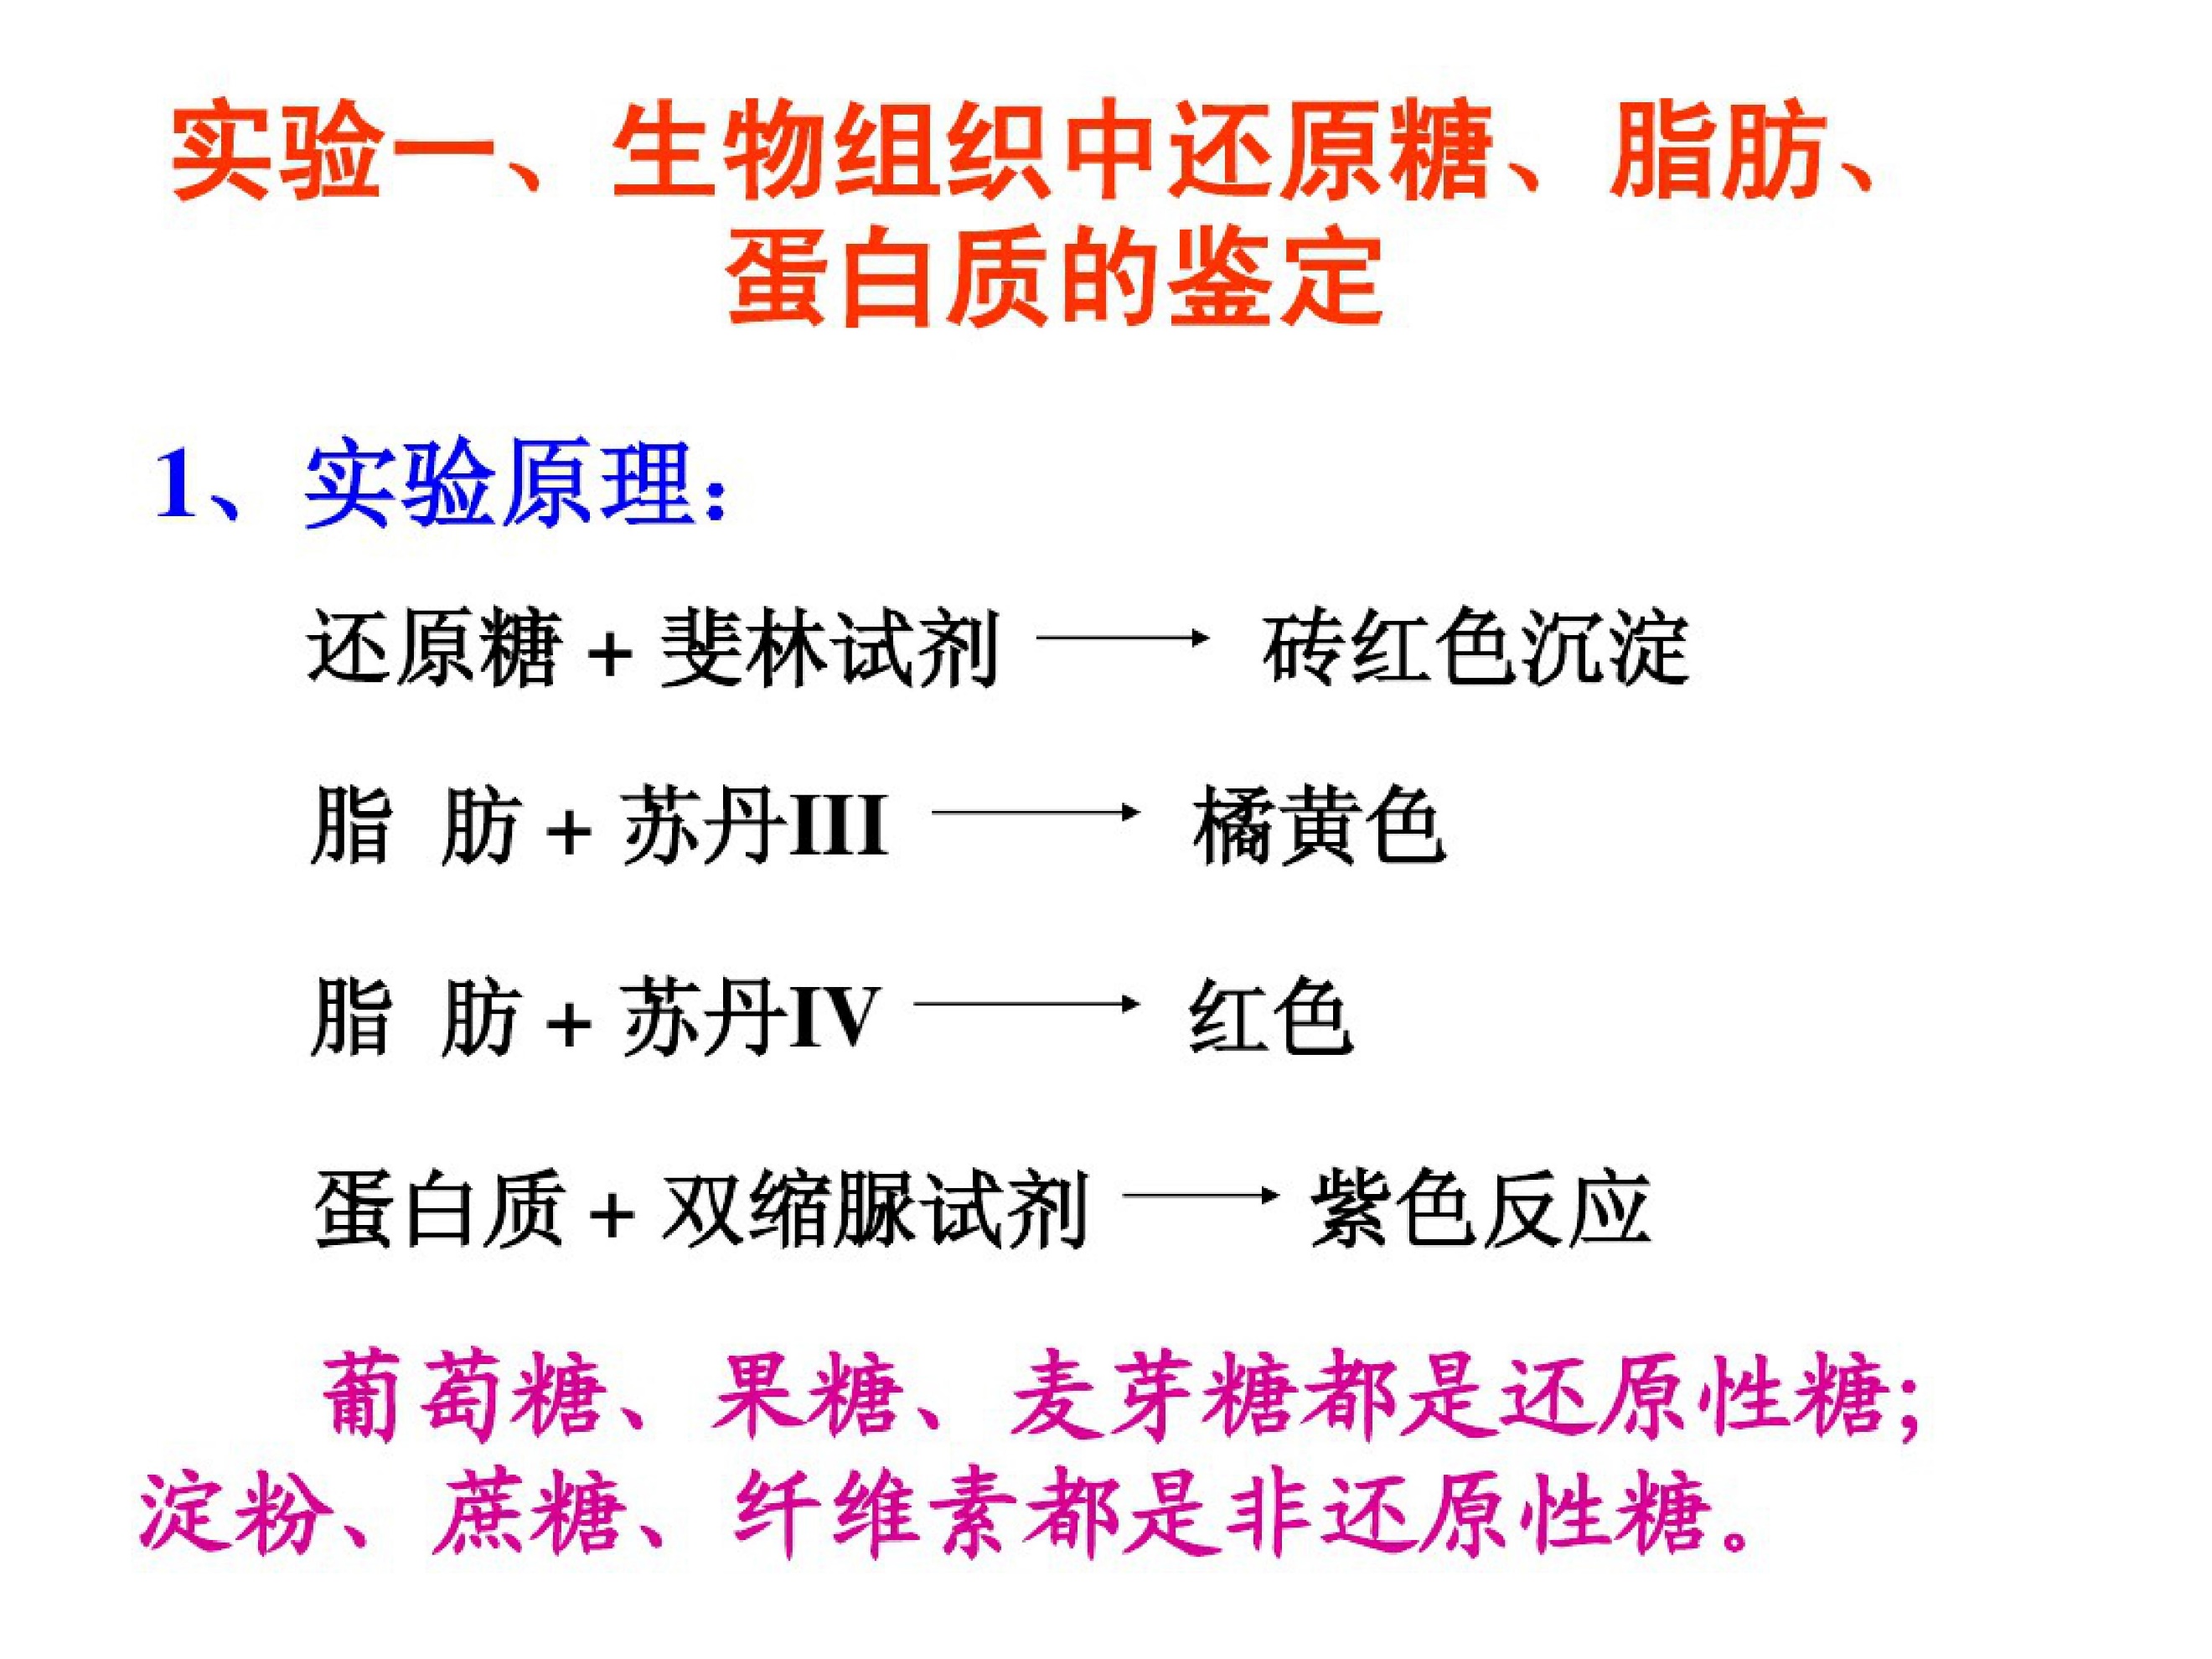 实验一、生物组织中还原糖、脂肪、
蛋白质的鉴定
1、实验原理：
还原糖 + 斐林试剂 → 砖红色沉淀
脂 肪 + 苏丹III → 橘黄色
脂 肪 + 苏丹IV → 红色
蛋白质 + 双缩脲试剂 → 紫色反应
葡萄糖、果糖、麦芽糖都是还原性糖；
淀粉、蔗糖、纤维素都是非还原性糖。